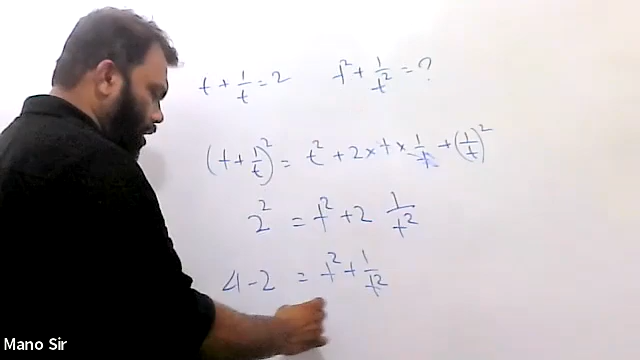 t + 1/t = 2    t² + 1/t² = ?
(t + 1/t)² = t² + 2 × t × 1/t + (1/t)²
2² = t² + 2 1/t²
4 - 2 = t² + 1/t²
Mano Sir